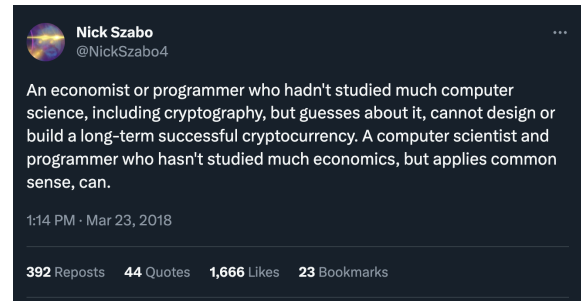 Nick Szabo
@NickSzabo4
An economist or programmer who hadn't studied much computer
science, including cryptography, but guesses about it, cannot design or
build a long-term successful cryptocurrency. A computer scientist and
programmer who hasn't studied much economics, but applies common
sense, can.
1:14 PM · Mar 23, 2018
392 Reposts 44 Quotes 1,666 Likes 23 Bookmarks